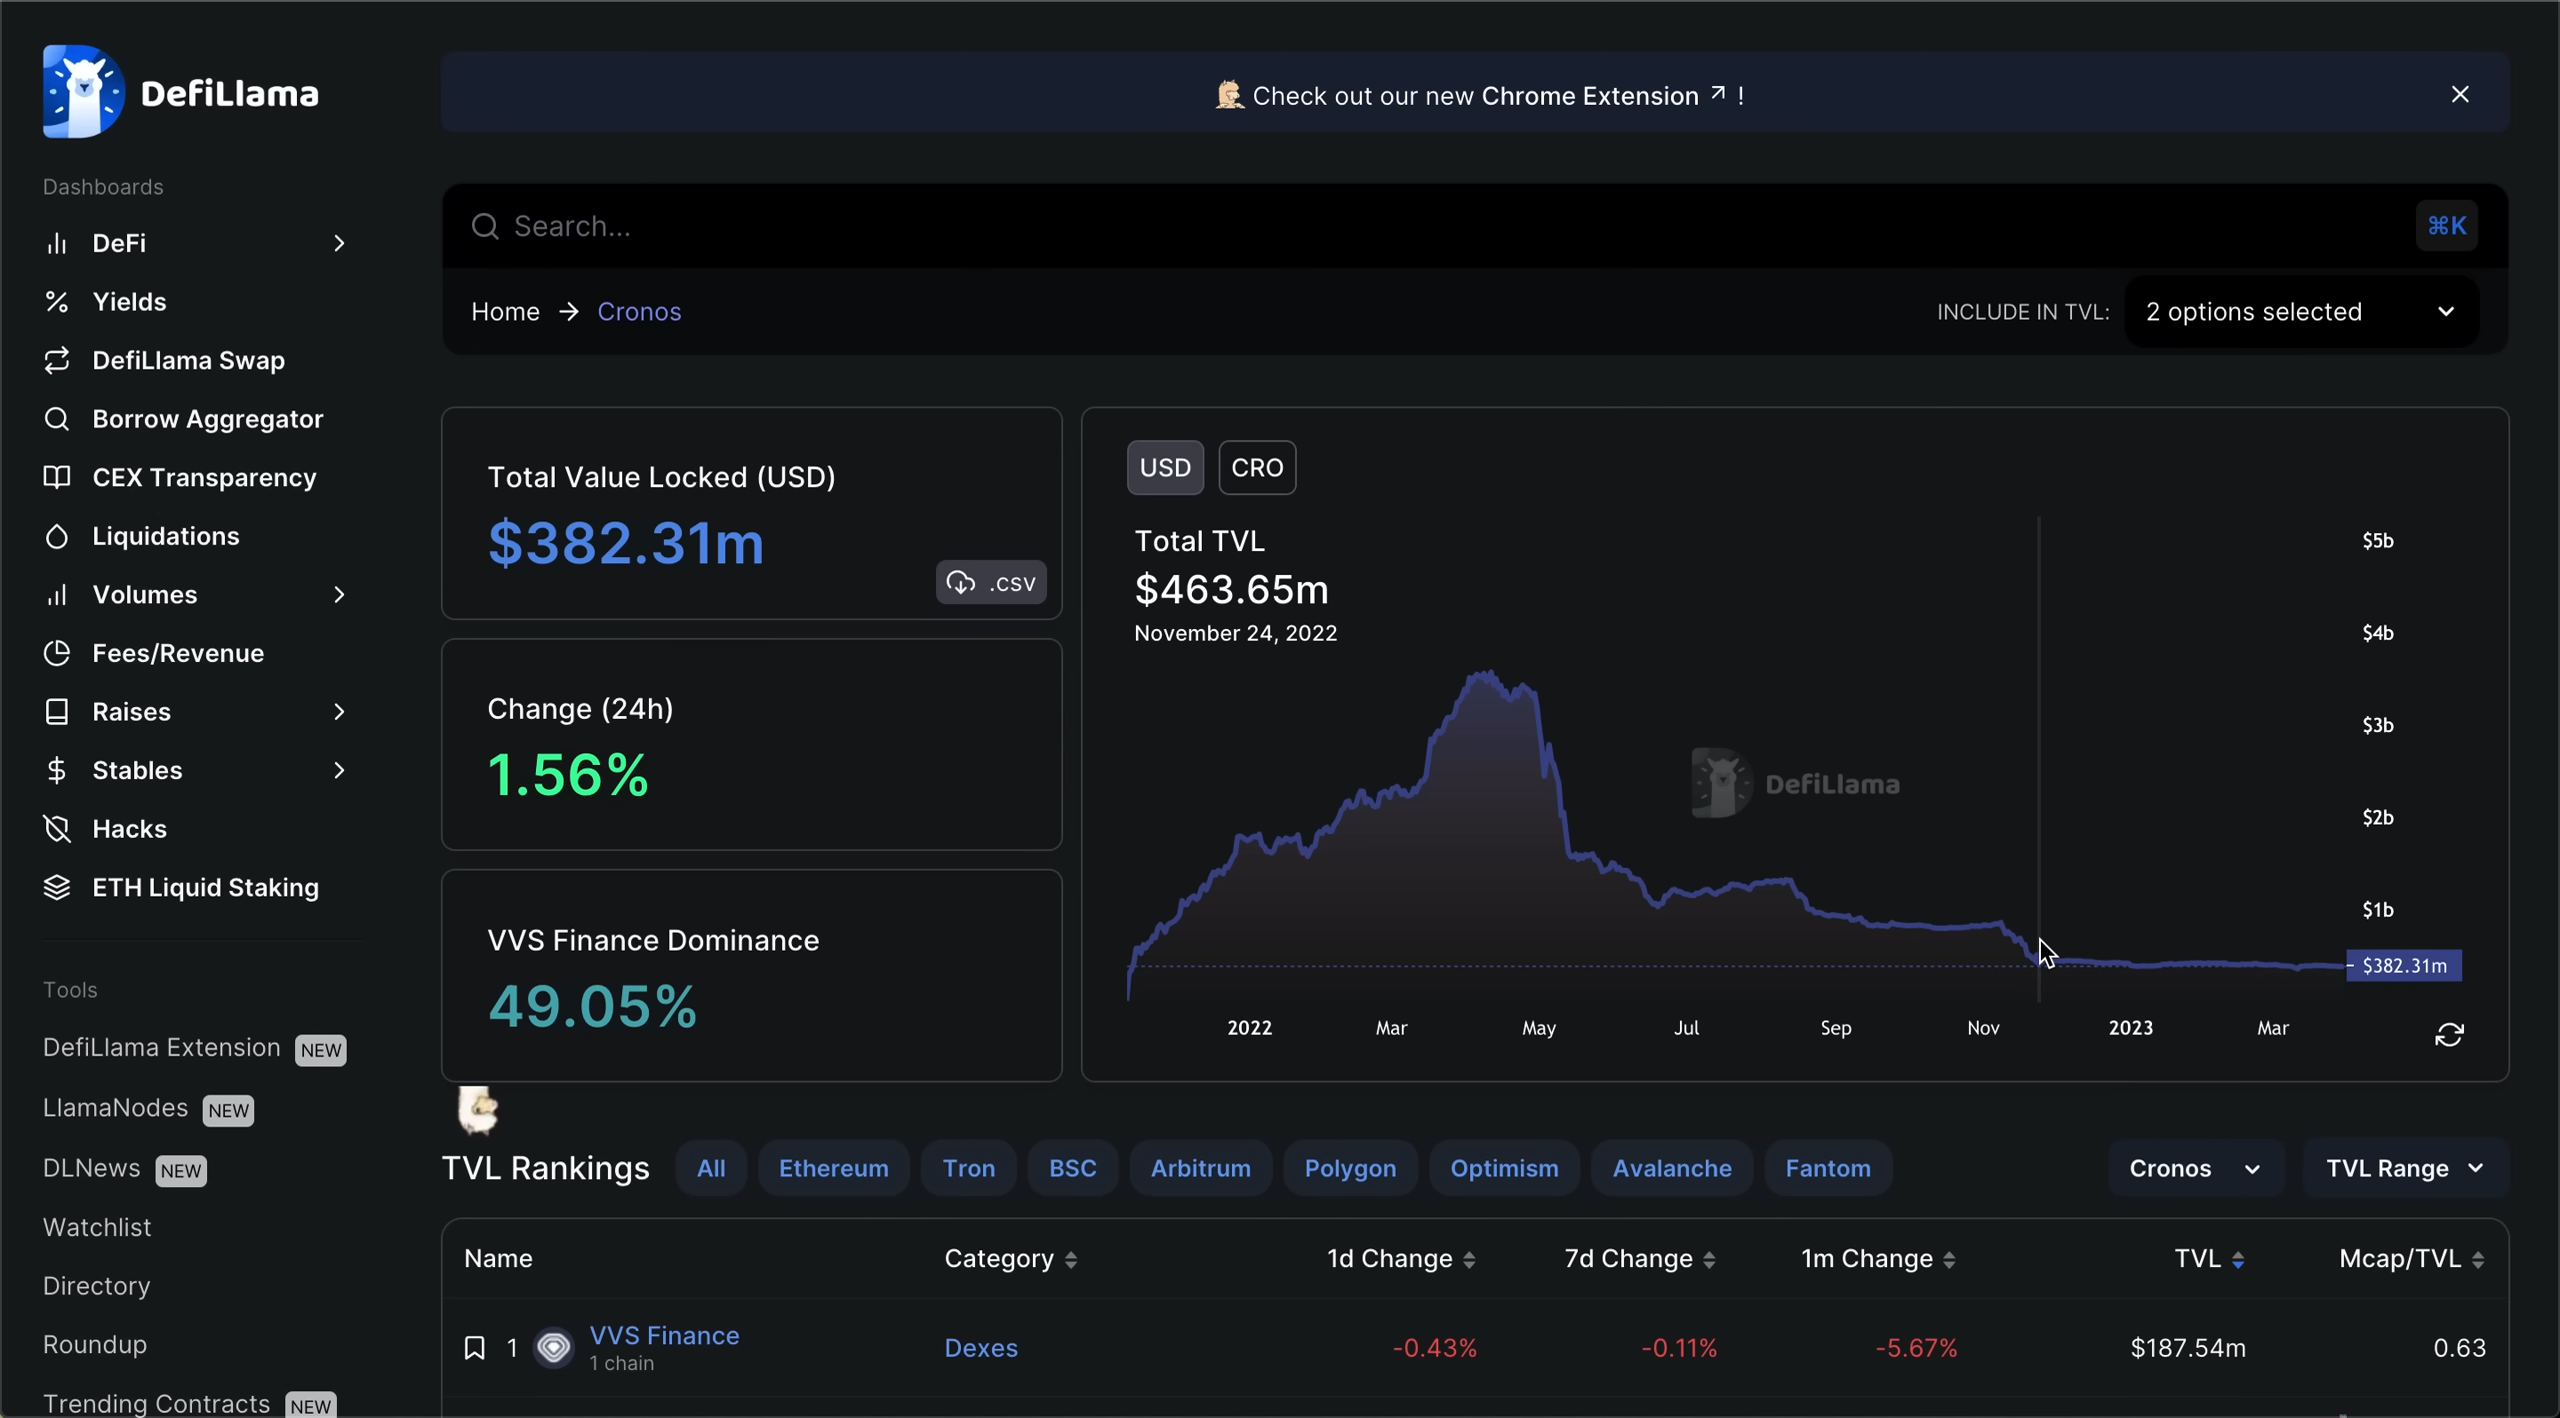 DefiLlama
Check out our new Chrome Extension ↗ !
Dashboards
DeFi
Yields
DefiLlama Swap
Borrow Aggregator
CEX Transparency
Liquidations
Volumes
Fees/Revenue
Raises
Stables
Hacks
ETH Liquid Staking
Tools
DefiLlama Extension NEW
LlamaNodes NEW
DLNews NEW
Watchlist
Directory
Roundup
Trending Contracts NEW
Search...
⌘K
Home → Cronos
INCLUDE IN TVL: 2 options selected
Total Value Locked (USD)
$382.31m
.csv
Change (24h)
1.56%
VVS Finance Dominance
49.05%
USD CRO
Total TVL
$463.65m
November 24, 2022
DefiLlama
$5b
$4b
$3b
$2b
$1b
$382.31m
2022 Mar May Jul Sep Nov 2023 Mar
TVL Rankings All Ethereum Tron BSC Arbitrum Polygon Optimism Avalanche Fantom Cronos TVL Range
Name Category 1d Change 7d Change 1m Change TVL Mcap/TVL
1 VVS Finance Dexes -0.43% -0.11% -5.67% $187.54m 0.63
1 chain